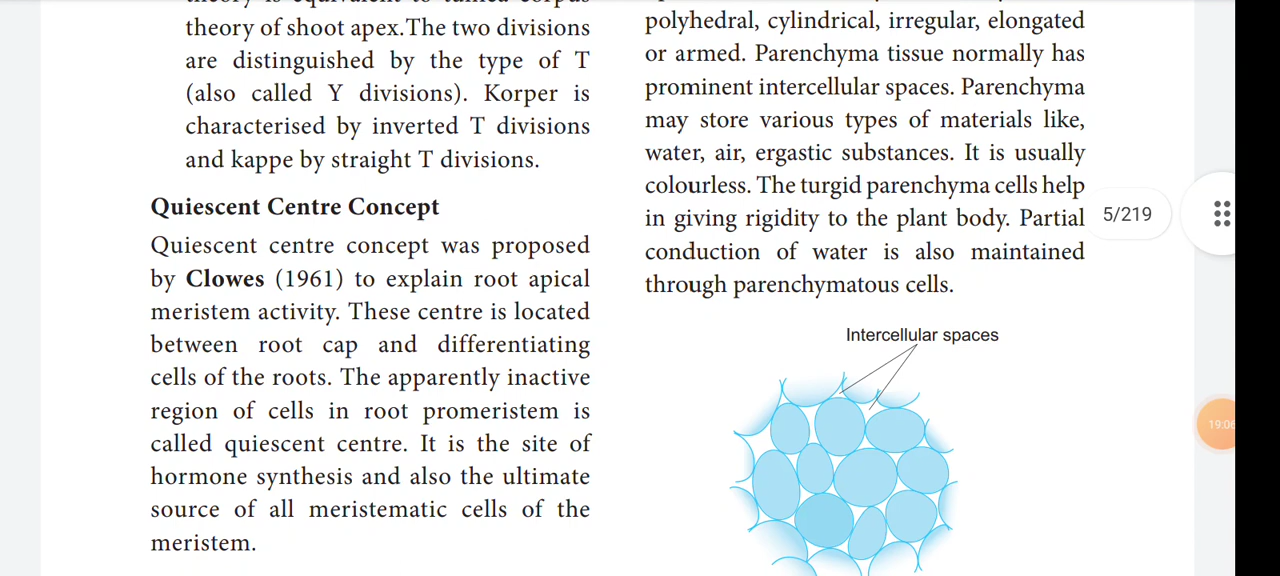 theory of shoot apex.The two divisions
are distinguished by the type of T
(also called Y divisions). Korper is
characterised by inverted T divisions
and kappe by straight T divisions.
Quiescent Centre Concept
Quiescent centre concept was proposed
by Clowes (1961) to explain root apical
meristem activity. These centre is located
between root cap and differentiating
cells of the roots. The apparently inactive
region of cells in root promeristem is
called quiescent centre. It is the site of
hormone synthesis and also the ultimate
source of all meristematic cells of the
meristem.
polyhedral, cylindrical, irregular, elongated
or armed. Parenchyma tissue normally has
prominent intercellular spaces. Parenchyma
may store various types of materials like,
water, air, ergastic substances. It is usually
colourless. The turgid parenchyma cells help
in giving rigidity to the plant body. Partial
conduction of water is also maintained
through parenchymatous cells.
Intercellular spaces
5/219
19:06